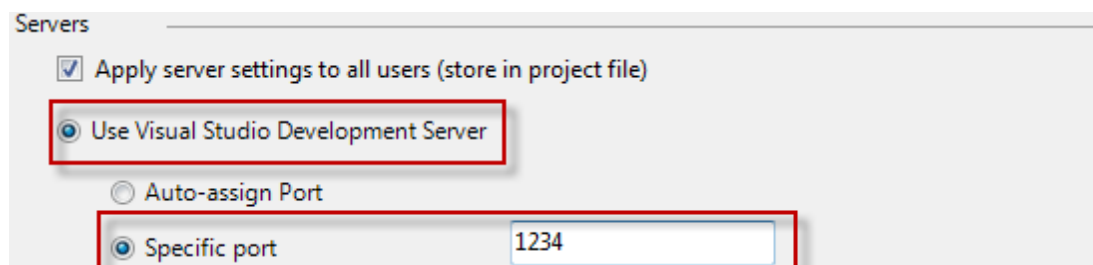 Servers
Apply server settings to all users (store in project file)
Use Visual Studio Development Server
Auto-assign Port
Specific port 1234